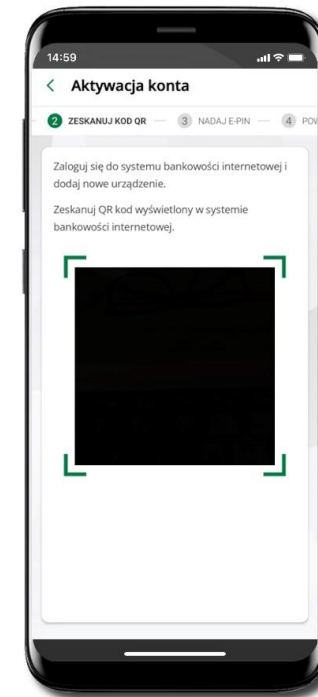 14:59
Aktywacja konta
2 ZESKANUJ KOD QR 3 NADAJ E-PIN 4
Zaloguj się do systemu bankowości internetowej i
dodaj nowe urządzenie.
Zeskanuj QR kod wyświetlony w systemie
bankowości internetowej.